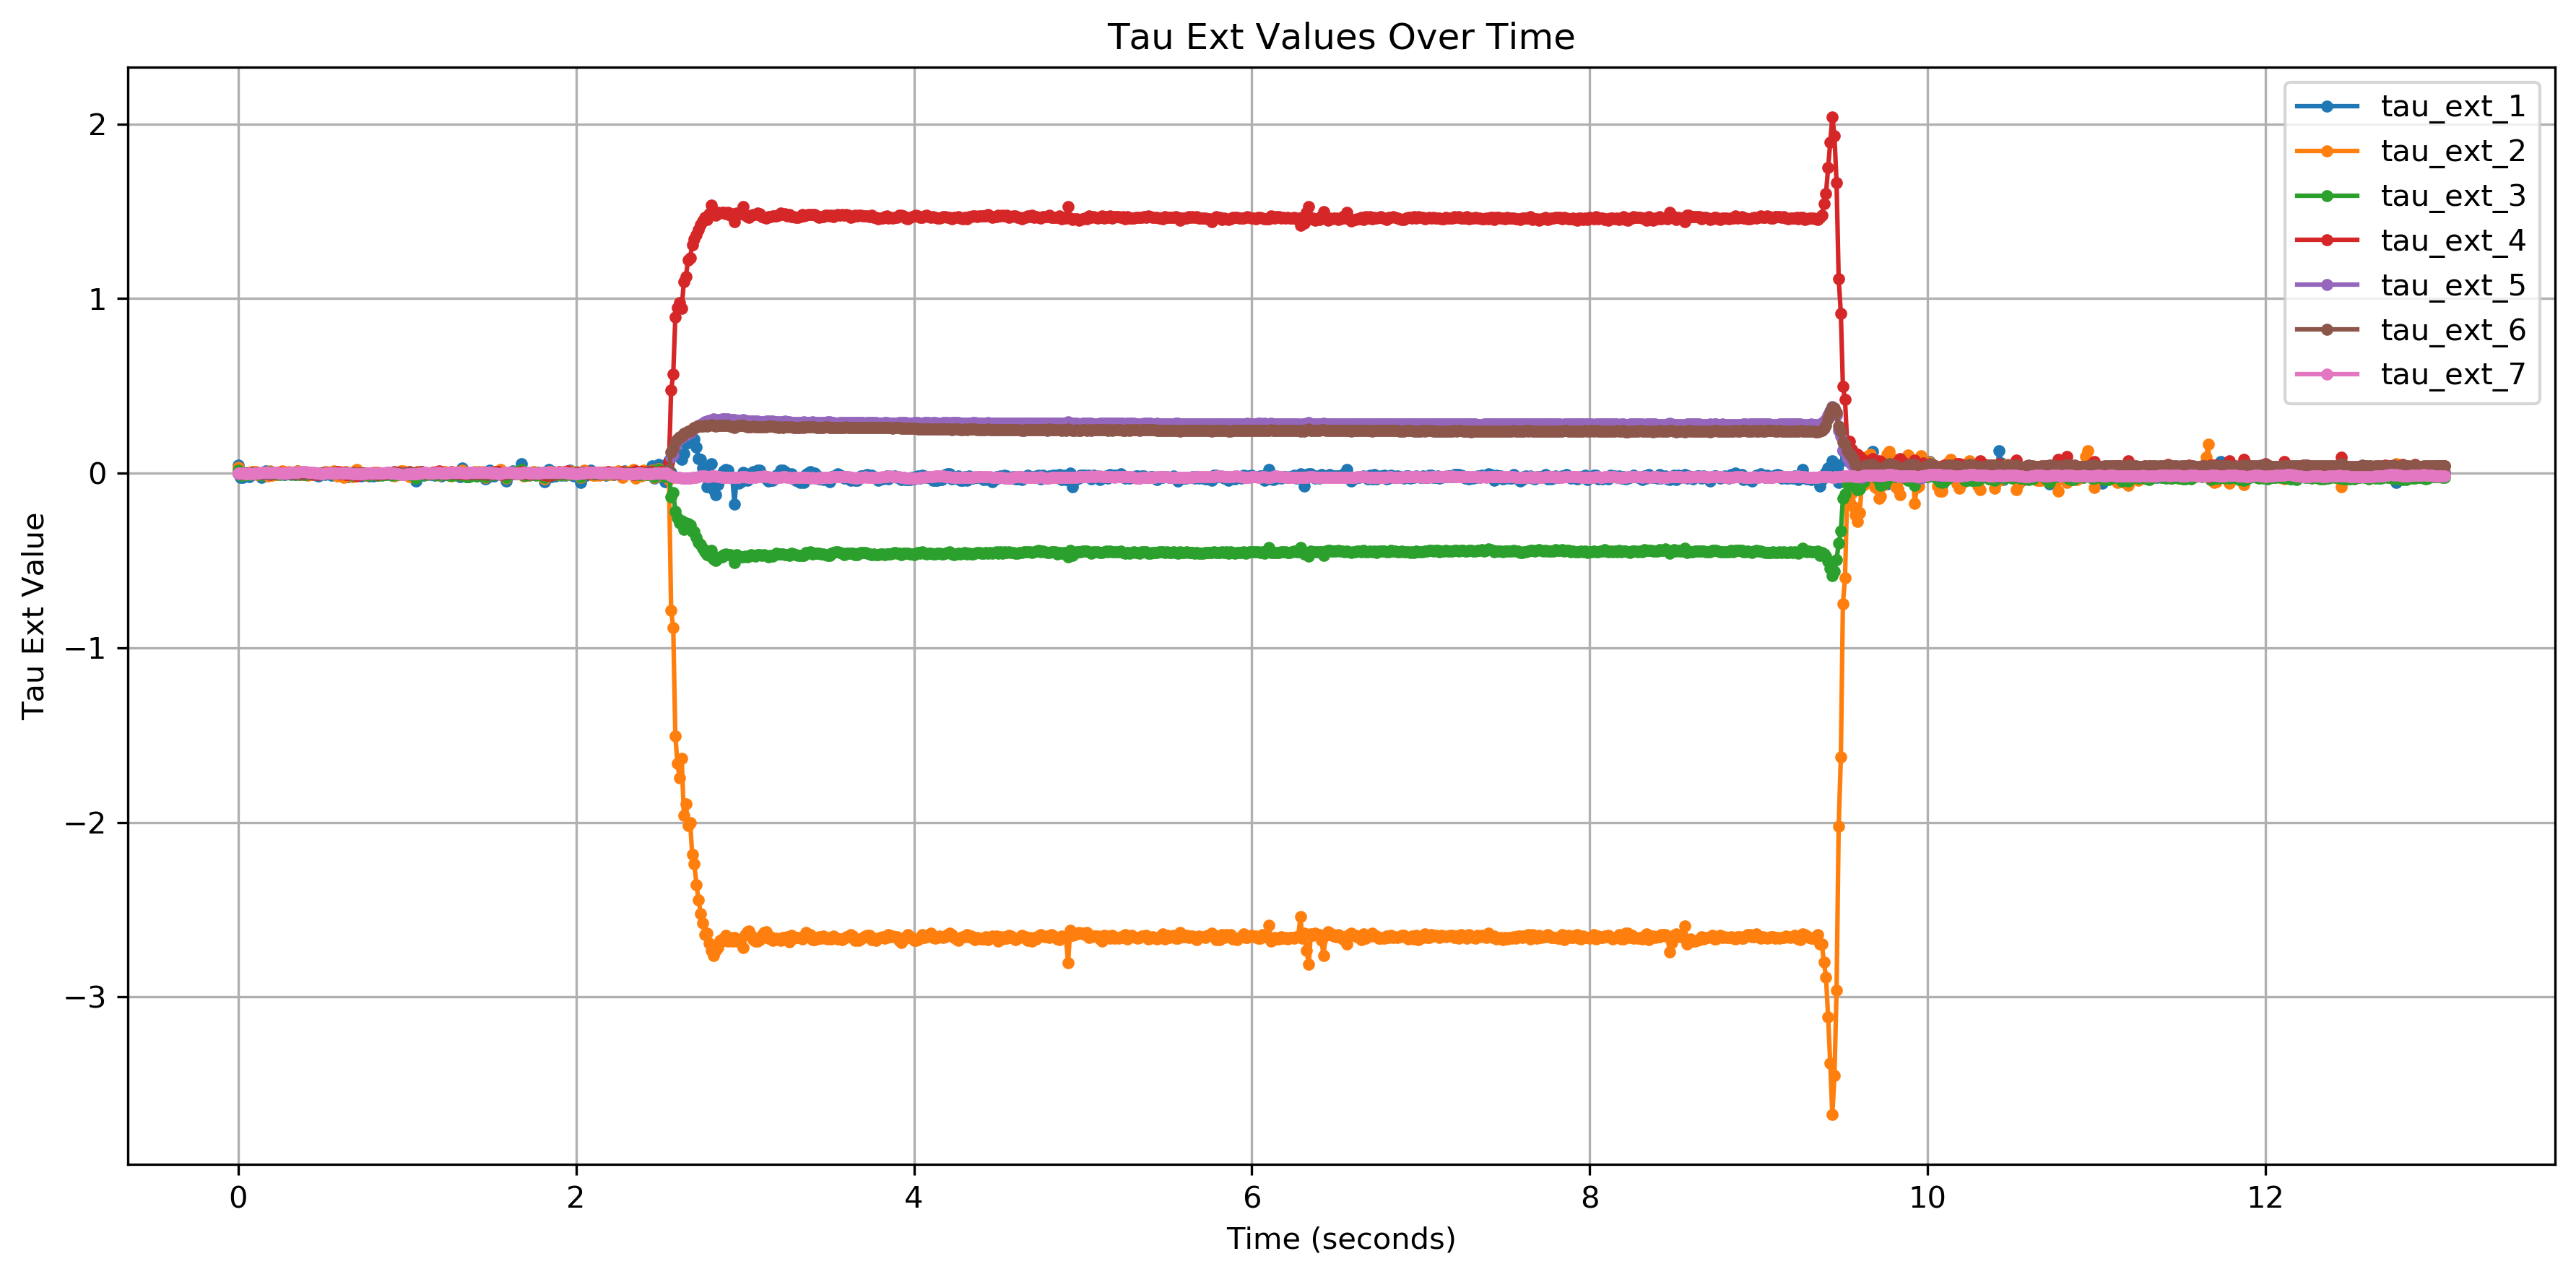 Tau Ext Values Over Time
2
1
0
−1
−2
−3
Tau Ext Value
0 2 4 6 8 10 12
Time (seconds)
tau_ext_1
tau_ext_2
tau_ext_3
tau_ext_4
tau_ext_5
tau_ext_6
tau_ext_7